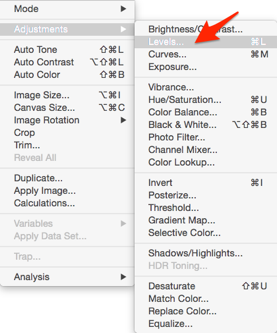 Mode
Adjustments
Auto Tone ⇧⌘L
Auto Contrast ⌥⇧⌘L
Auto Color ⇧⌘B
Image Size... ⌥⌘I
Canvas Size... ⌥⌘C
Image Rotation
Crop
Trim...
Reveal All
Duplicate...
Apply Image...
Calculations...
Variables
Apply Data Set...
Trap...
Analysis
Brightness/Contrast...
Levels... ⌘L
Curves... ⌘M
Exposure...
Vibrance...
Hue/Saturation... ⌘U
Color Balance... ⌘B
Black & White... ⌥⇧⌘B
Photo Filter...
Channel Mixer...
Color Lookup...
Invert ⌘I
Posterize...
Threshold...
Gradient Map...
Selective Color...
Shadows/Highlights...
HDR Toning...
Desaturate ⇧⌘U
Match Color...
Replace Color...
Equalize...